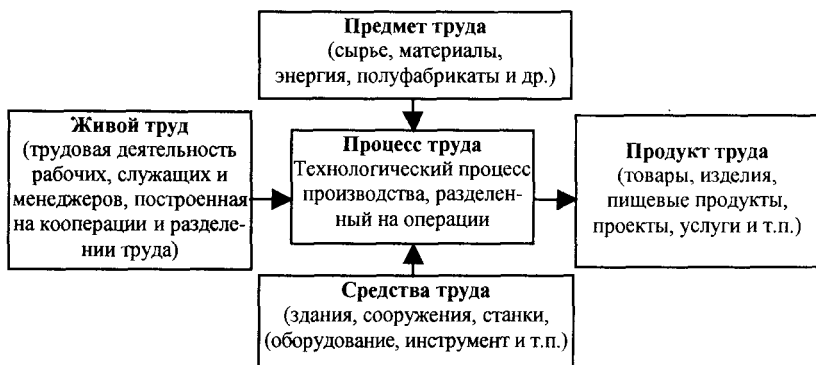 Предмет труда
(сырье, материалы,
энергия, полуфабрикаты и др.)
Живой труд
(трудовая деятельность
рабочих, служащих и
менеджеров, построенная
на кооперации и разделе-
нии труда)
Процесс труда
Технологический процесс
производства, разделен-
ный на операции
Продукт труда
(товары, изделия,
пищевые продукты,
проекты, услуги и т.п.)
Средства труда
(здания, сооружения, станки,
(оборудование, инструмент и т.п.)